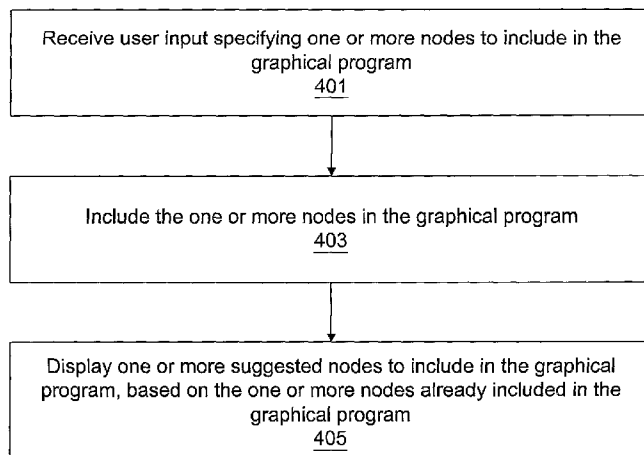 Receive user input specifying one or more nodes to include in the
graphical program
401
Include the one or more nodes in the graphical program
403
Display one or more suggested nodes to include in the graphical
program, based on the one or more nodes already included in the
graphical program
405